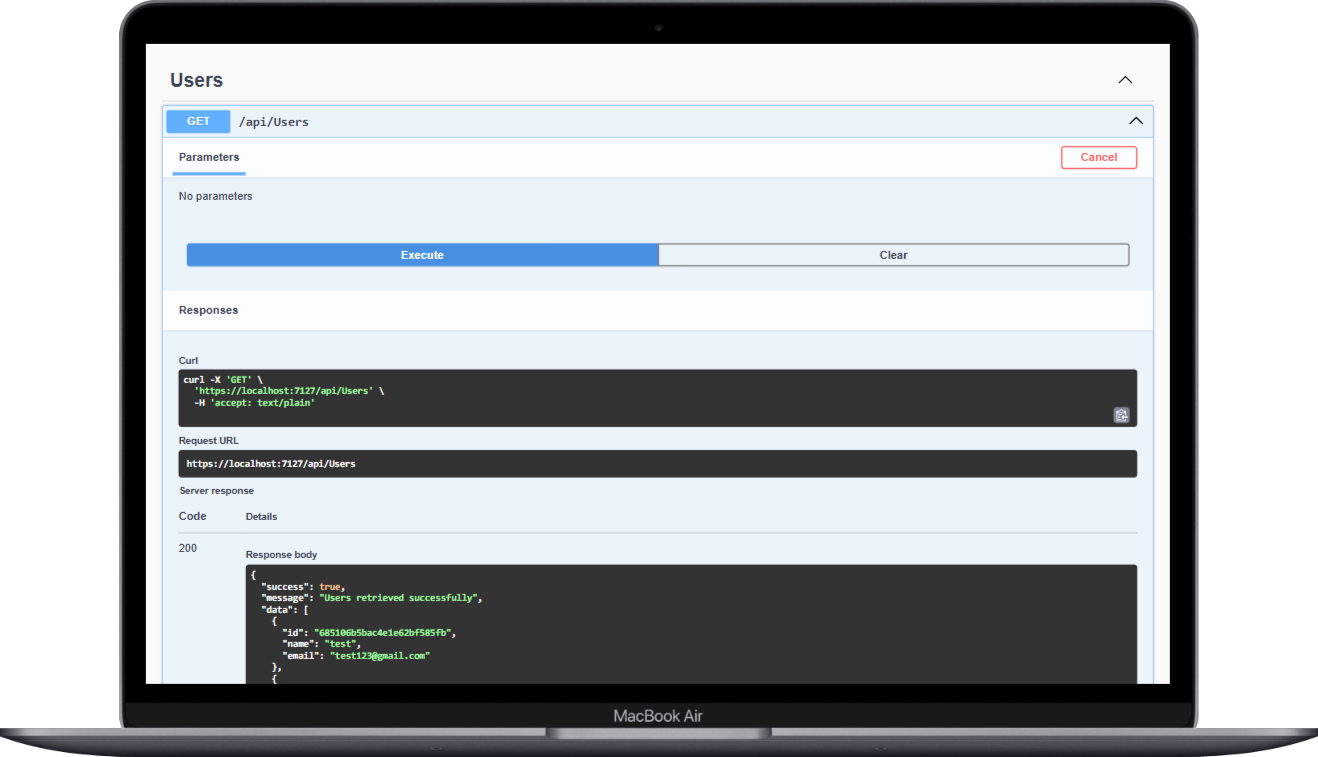 Users
GET /api/Users
Parameters Cancel
No parameters
Execute Clear
Responses
Curl
curl -X 'GET' \
'https://localhost:7127/api/Users' \
-H 'accept: text/plain'
Request URL
https://localhost:7127/api/Users
Server response
Code Details
200
Response body
{
"success": true,
"message": "Users retrieved successfully",
"data": [
{
"id": "685106b5bac4e1e62bf585fb",
"name": "test",
"email": "test123@gmail.com"
},
{
MacBook Air